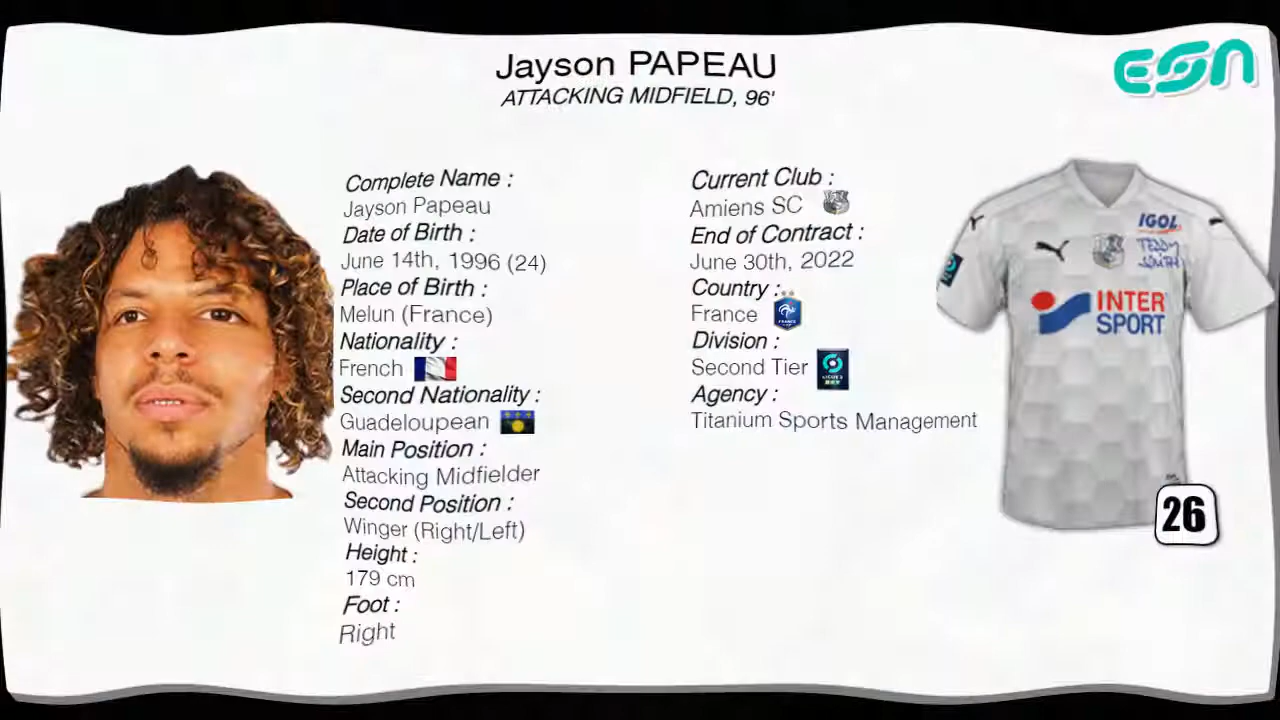 Jayson PAPEAU
ATTACKING MIDFIELD, 96'
ESN
Complete Name :
Jayson Papeau
Date of Birth :
June 14th, 1996 (24)
Place of Birth :
Melun (France)
Nationality :
French
Second Nationality :
Guadeloupean
Main Position :
Attacking Midfielder
Second Position :
Winger (Right/Left)
Height :
179 cm
Foot :
Right
Current Club :
Amiens SC
End of Contract :
June 30th, 2022
Country :
France
Division :
Second Tier
Agency :
Titanium Sports Management
IGOL
TEDDY
SMITH
INTER
SPORT
26